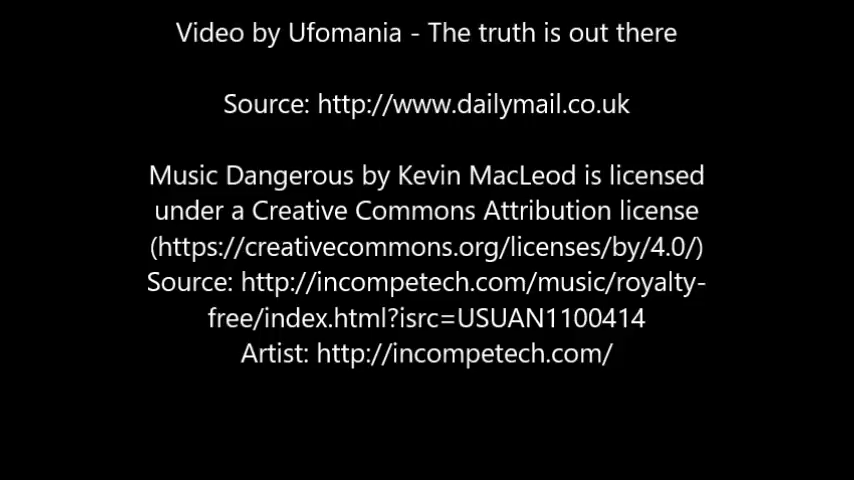 Video by Ufomania - The truth is out there
Source: http://www.dailymail.co.uk
Music Dangerous by Kevin MacLeod is licensed
under a Creative Commons Attribution license
(https://creativecommons.org/licenses/by/4.0/)
Source: http://incompetech.com/music/royalty-
free/index.html?isrc=USUAN1100414
Artist: http://incompetech.com/